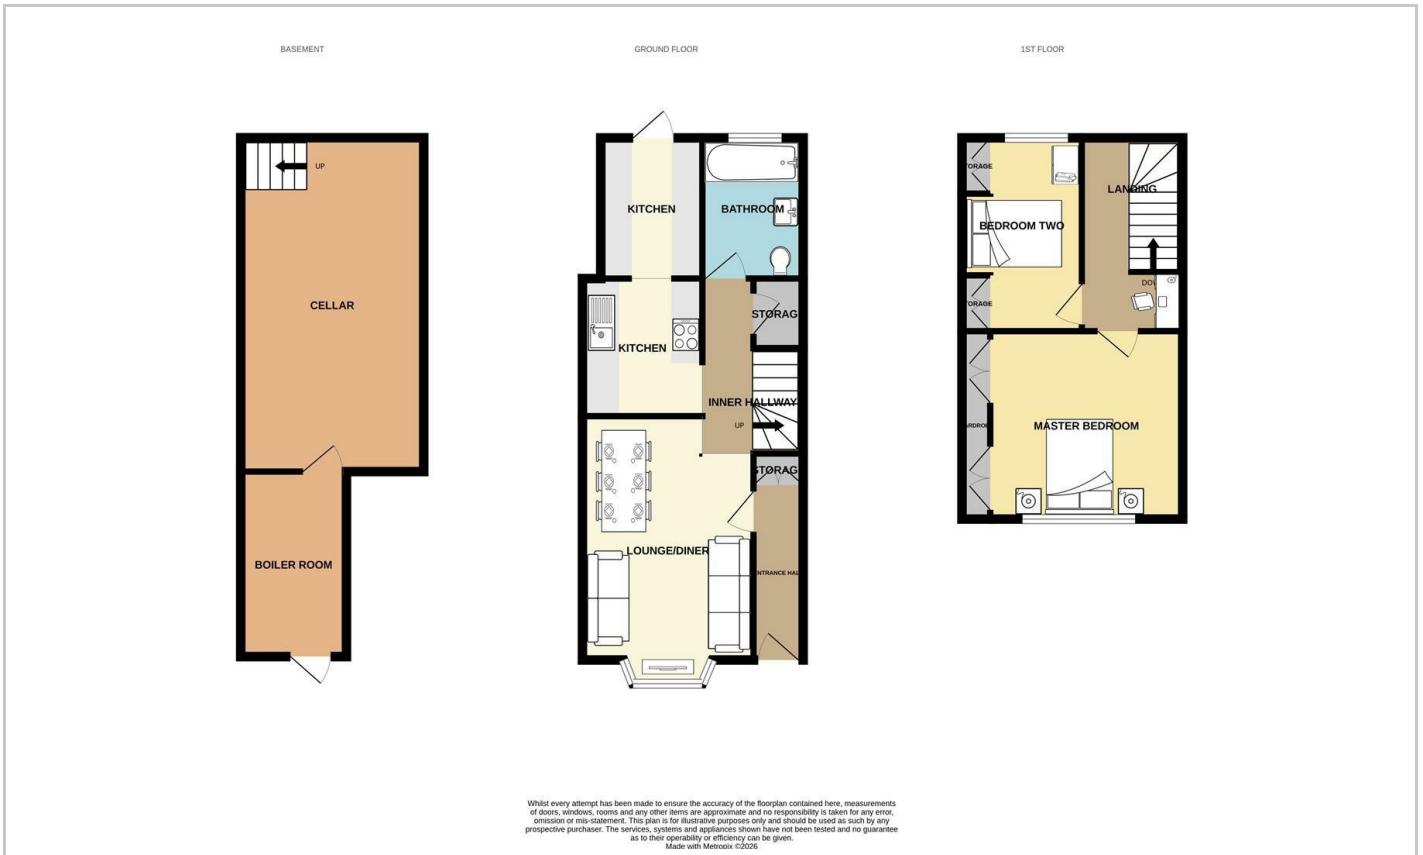 BASEMENT
GROUND FLOOR
1ST FLOOR
UP
CELLAR
BOILER ROOM
KITCHEN
BATHROOM
STORAG
KITCHEN
INNER HALLWAY
UP
STORAG
LOUNGE/DINER
ENTRANCE HAL
TORAGE
LANDING
BEDROOM TWO
DOW
TORAGE
ARDRO
MASTER BEDROOM
Whilst every attempt has been made to ensure the accuracy of the floorplan contained here, measurements
of doors, windows, rooms and any other items are approximate and no responsibility is taken for any error,
omission or mis-statement. This plan is for illustrative purposes only and should be used as such by any
prospective purchaser. The services, systems and appliances shown have not been tested and no guarantee
as to their operability or efficiency can be given.
Made with Metropix ©2026